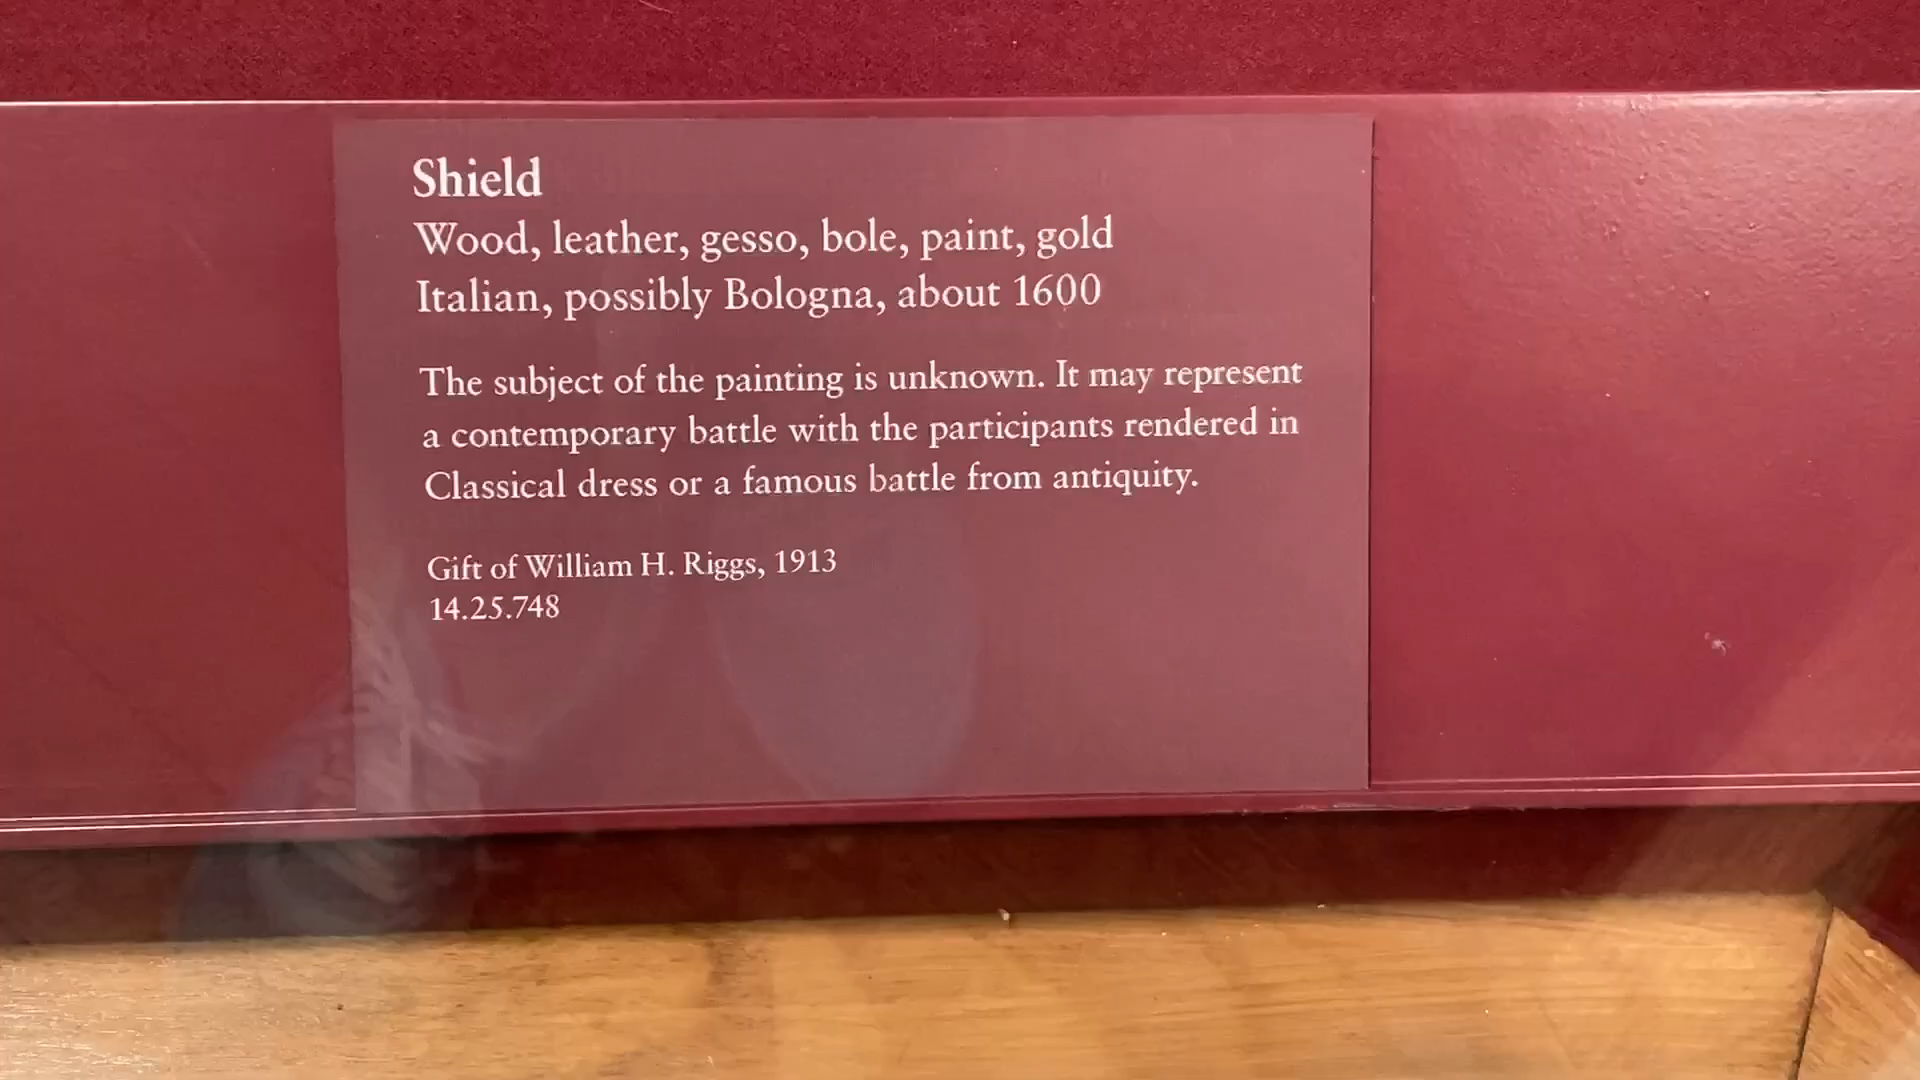 Shield
Wood, leather, gesso, bole, paint, gold
Italian, possibly Bologna, about 1600
The subject of the painting is unknown. It may represent
a contemporary battle with the participants rendered in
Classical dress or a famous battle from antiquity.
Gift of William H. Riggs, 1913
14.25.748